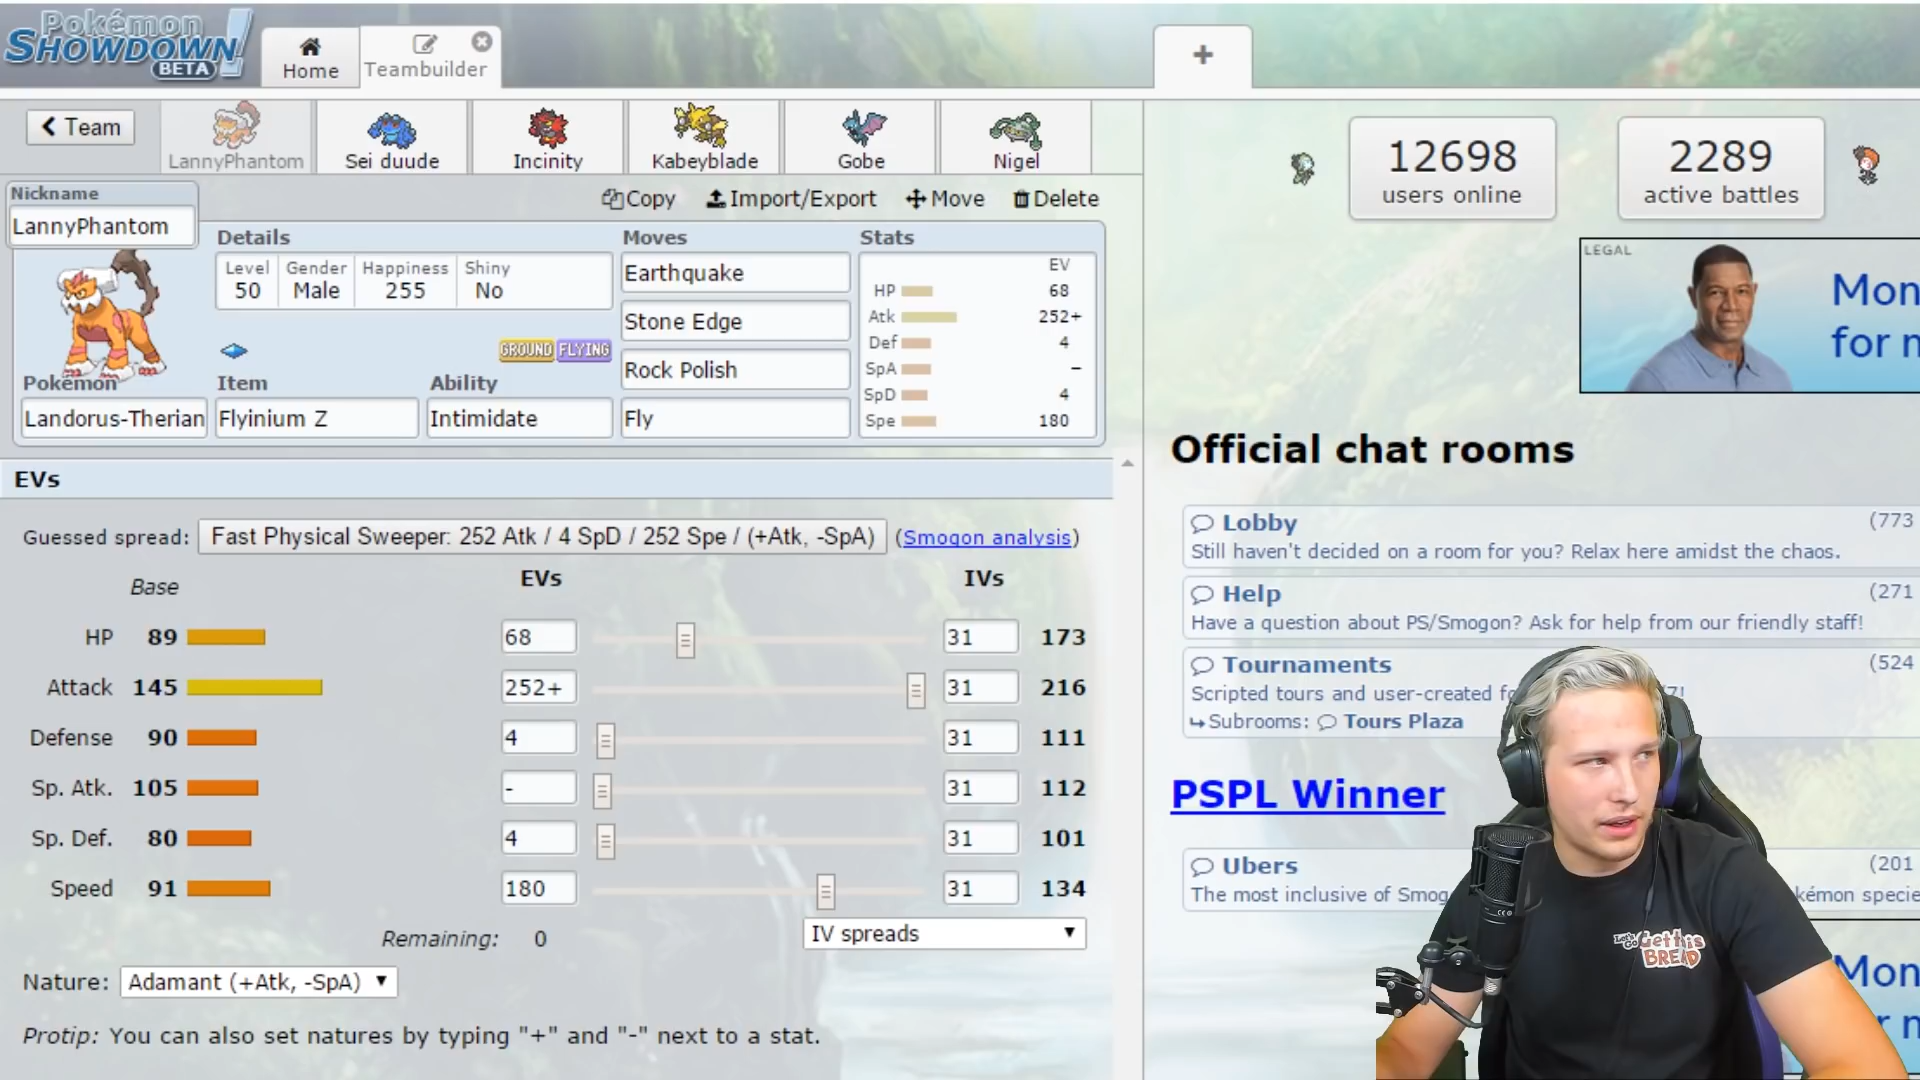 Pokémon
SHOWDOWN!
BETA
Home
Teambuilder
+
Team
LannyPhantom
Sei duude
Incinity
Kabeyblade
Gobe
Nigel
12698
users online
2289
active battles
Nickname
LannyPhantom
Copy
Import/Export
Move
Delete
Details
Level
50
Gender
Male
Happiness
255
Shiny
No
GROUND
FLYING
Pokémon
Landorus-Therian
Item
Flyinium Z
Ability
Intimidate
Moves
Earthquake
Stone Edge
Rock Polish
Fly
Stats
EV
HP 68
Atk 252+
Def 4
SpA –
SpD 4
Spe 180
LEGAL
Mon
for m
EVs
Guessed spread: Fast Physical Sweeper: 252 Atk / 4 SpD / 252 Spe / (+Atk, -SpA) (Smogon analysis)
Base EVs IVs
HP 89 68 31 173
Attack 145 252+ 31 216
Defense 90 4 31 111
Sp. Atk. 105 - 31 112
Sp. Def. 80 4 31 101
Speed 91 180 31 134
Remaining: 0
IV spreads
Nature: Adamant (+Atk, -SpA)
Protip: You can also set natures by typing "+" and "-" next to a stat.
Official chat rooms
Lobby (773
Still haven't decided on a room for you? Relax here amidst the chaos.
Help (271
Have a question about PS/Smogon? Ask for help from our friendly staff!
Tournaments (524
Scripted tours and user-created
Subrooms: Tours Plaza
PSPL Winner
Ubers (201
The most inclusive of Smog
kémon specie
Let's Go
Gett his
BREAD
Mon
r m